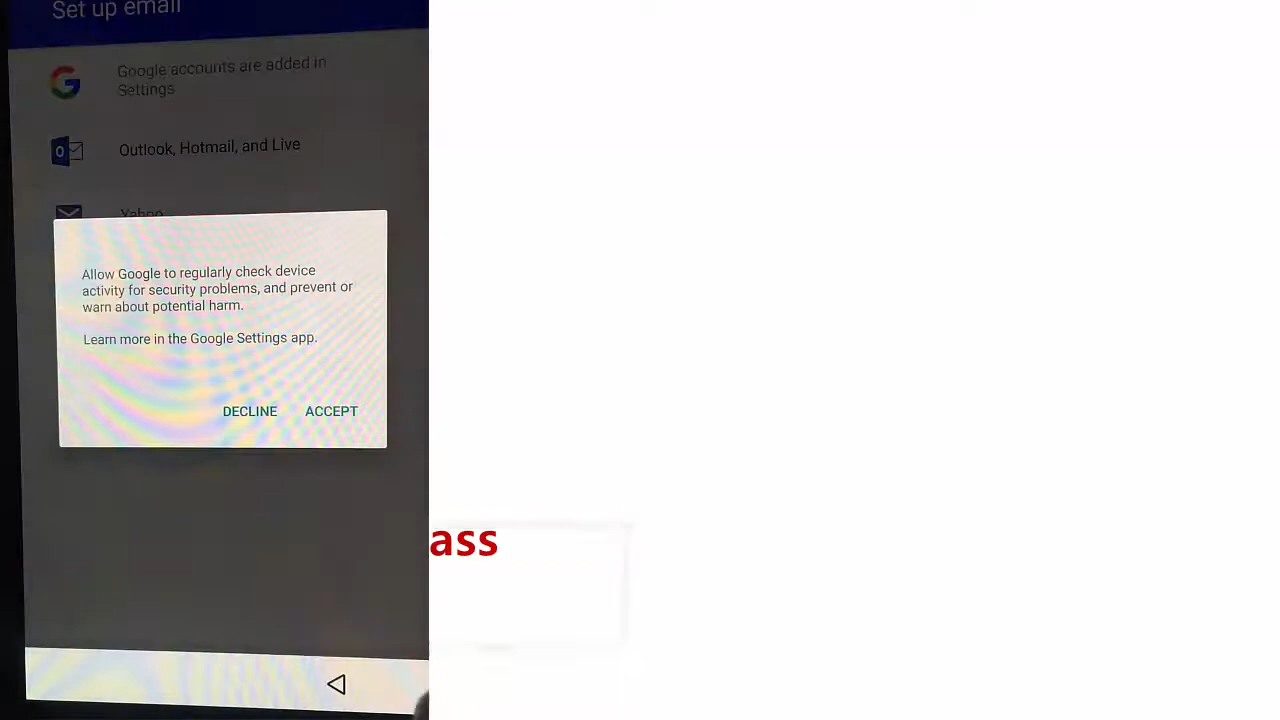 Set up email
Google accounts are added in
Settings
Outlook, Hotmail, and Live
Yahoo
Allow Google to regularly check device
activity for security problems, and prevent or
warn about potential harm.
Learn more in the Google Settings app.
DECLINE ACCEPT
ass